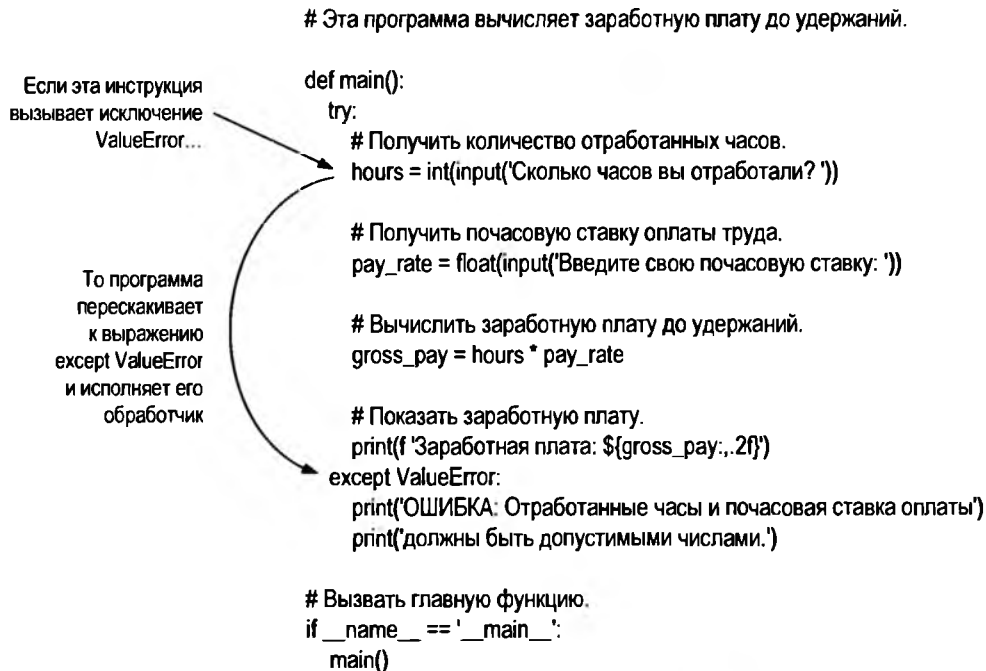 # Эта программа вычисляет заработную плату до удержаний.
Если эта инструкция
вызывает исключение
ValueError...
def main():
try:
# Получить количество отработанных часов.
hours = int(input('Сколько часов вы отработали? '))
# Получить почасовую ставку оплаты труда.
pay_rate = float(input('Введите свою почасовую ставку: '))
То программа
перескакивает
к выражению
except ValueError
и исполняет его
обработчик
# Вычислить заработную плату до удержаний.
gross_pay = hours * pay_rate
# Показать заработную плату.
print(f 'Заработная плата: ${gross_pay:,.2f}')
except ValueError:
print('ОШИБКА: Отработанные часы и почасовая ставка оплаты')
print('должны быть допустимыми числами.')
# Вызвать главную функцию.
if __name__ == '__main__':
main()